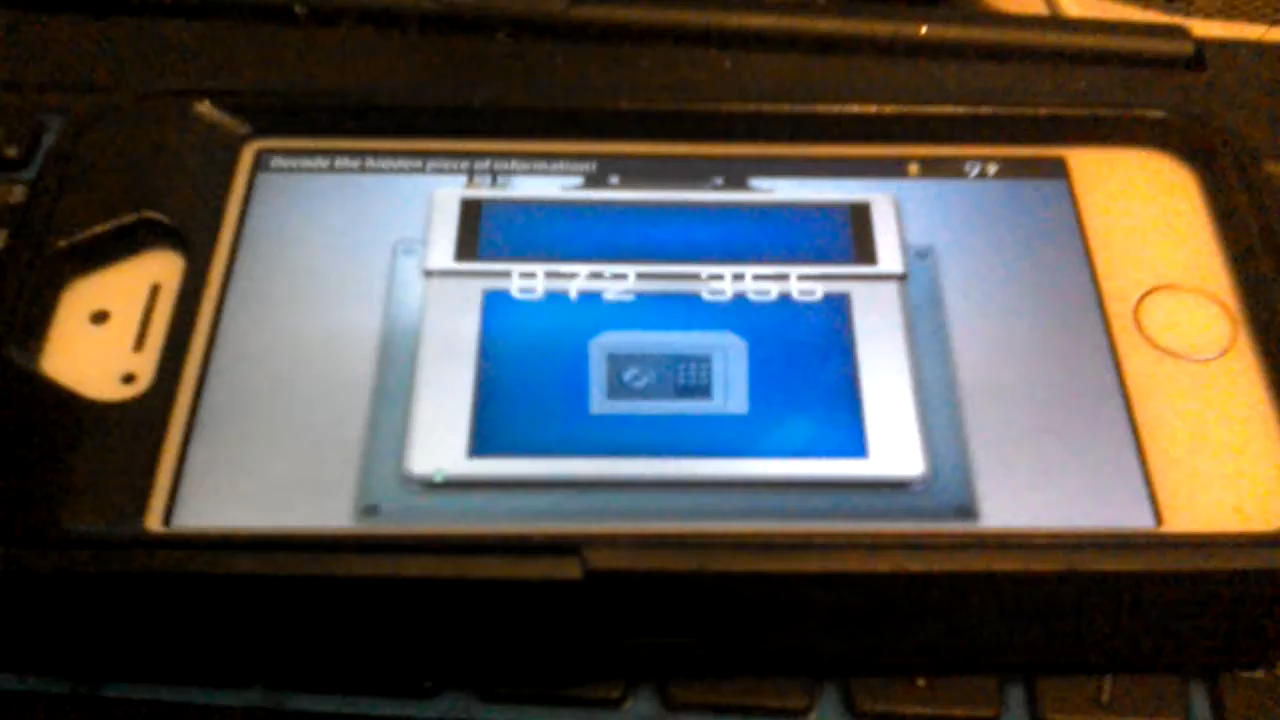 Decode the hidden piece of information!
872 356